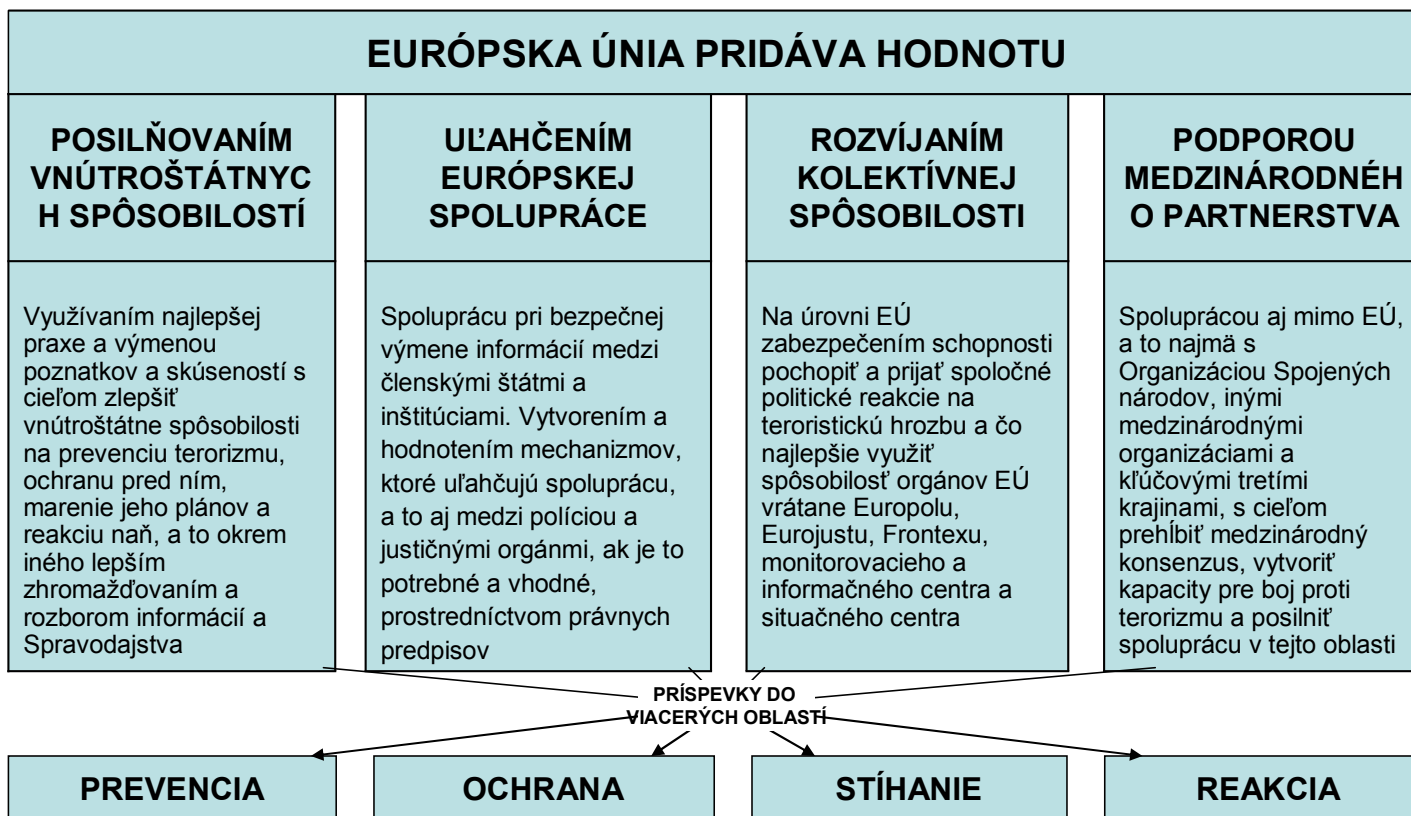 EURÓPSKA ÚNIA PRIDÁVA HODNOTU
POSILŇOVANÍM
VNÚTROŠTÁTNYC
H SPÔSOBILOSTÍ
Využívaním najlepšej
praxe a výmenou
poznatkov a skúseností s
cieľom zlepšiť
vnútroštátne spôsobilosti
na prevenciu terorizmu,
ochranu pred ním,
marenie jeho plánov a
reakciu naň, a to okrem
iného lepším
zhromažďovaním a
rozborom informácií a
Spravodajstva
UĽAHČENÍM
EURÓPSKEJ
SPOLUPRÁCE
Spoluprácu pri bezpečnej
výmene informácií medzi
členskými štátmi a
inštitúciami. Vytvorením a
hodnotením mechanizmov,
ktoré uľahčujú spoluprácu,
a to aj medzi políciou a
justičnými orgánmi, ak je to
potrebné a vhodné,
prostredníctvom právnych
predpisov
ROZVÍJANÍM
KOLEKTÍVNEJ
SPÔSOBILOSTI
Na úrovni EÚ
zabezpečením schopnosti
pochopiť a prijať spoločné
politické reakcie na
teroristickú hrozbu a čo
najlepšie využiť
spôsobilosť orgánov EÚ
vrátane Europolu,
Eurojustu, Frontexu,
monitorovacieho a
informačného centra a
situačného centra
PODPOROU
MEDZINÁRODNÉH
O PARTNERSTVA
Spoluprácou aj mimo EÚ,
a to najmä s
Organizáciou Spojených
národov, inými
medzinárodnými
organizáciami a
kľúčovými tretími
krajinami, s cieľom
prehĺbiť medzinárodný
konsenzus, vytvoriť
kapacity pre boj proti
terorizmu a posilniť
spoluprácu v tejto oblasti
PRÍSPEVKY DO
VIACERÝCH OBLASTÍ
PREVENCIA
OCHRANA
STÍHANIE
REAKCIA